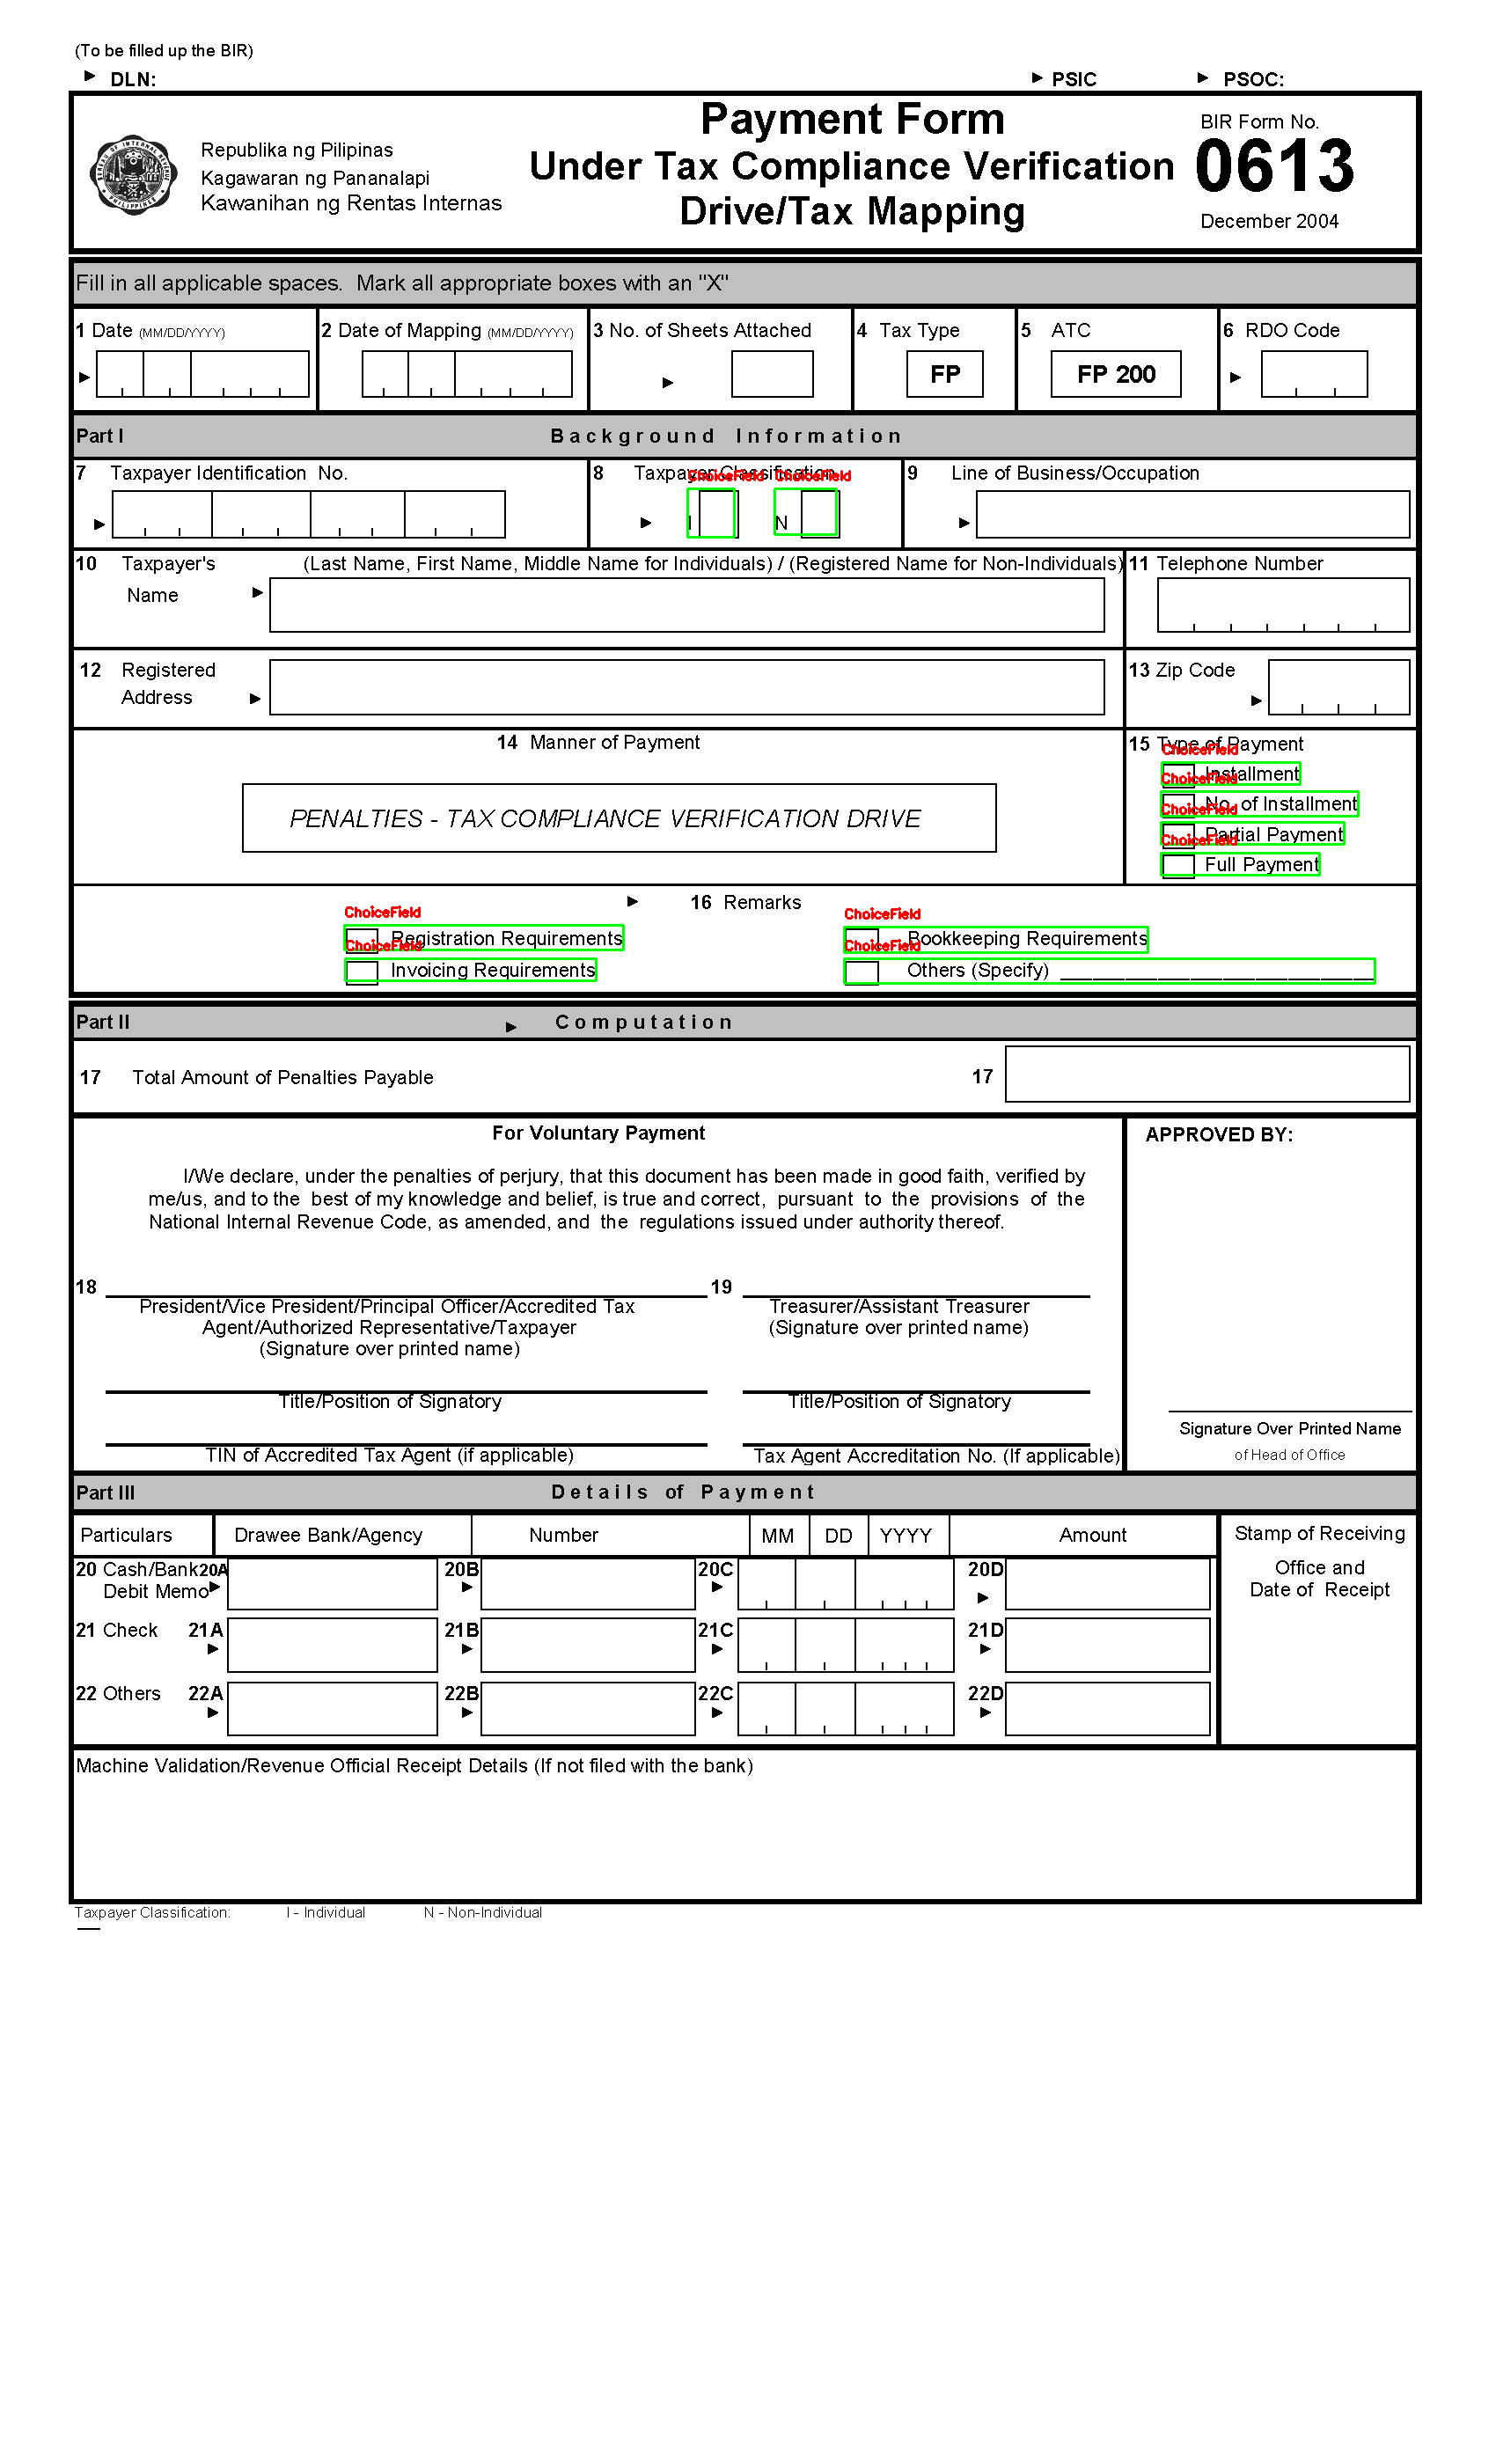 (To be filled up the BIR)
DLN: PSIC PSOC:
Republika ng Pilipinas
Kagawaran ng Pananalapi
Kawanihan ng Rentas Internas
Payment Form
Under Tax Compliance Verification
Drive/Tax Mapping
BIR Form No.
0613
December 2004
Fill in all applicable spaces. Mark all appropriate boxes with an "X"
1 Date (MM/DD/YYYY) 2 Date of Mapping (MM/DD/YYYY) 3 No. of Sheets Attached 4 Tax Type 5 ATC 6 RDO Code
FP FP 200
Part I Background Information
7 Taxpayer Identification No. 8 Taxpayer Classification 9 Line of Business/Occupation
ChoiceField ChoiceField
I N
10 Taxpayer's (Last Name, First Name, Middle Name for Individuals) / (Registered Name for Non-Individuals) 11 Telephone Number
Name
12 Registered 13 Zip Code
Address
14 Manner of Payment 15 Type of Payment
ChoiceField
Installment
ChoiceField
No. of Installment
PENALTIES - TAX COMPLIANCE VERIFICATION DRIVE
ChoiceField
Partial Payment
ChoiceField
Full Payment
16 Remarks
ChoiceField ChoiceField
Registration Requirements Bookkeeping Requirements
ChoiceField ChoiceField
Invoicing Requirements Others (Specify)
Part II Computation
17 Total Amount of Penalties Payable 17
For Voluntary Payment APPROVED BY:
I/We declare, under the penalties of perjury, that this document has been made in good faith, verified by
me/us, and to the best of my knowledge and belief, is true and correct, pursuant to the provisions of the
National Internal Revenue Code, as amended, and the regulations issued under authority thereof.
18 19
President/Vice President/Principal Officer/Accredited Tax Treasurer/Assistant Treasurer
Agent/Authorized Representative/Taxpayer (Signature over printed name)
(Signature over printed name)
Title/Position of Signatory Title/Position of Signatory
Signature Over Printed Name
TIN of Accredited Tax Agent (if applicable) Tax Agent Accreditation No. (If applicable) of Head of Office
Part III Details of Payment
Particulars Drawee Bank/Agency Number MM DD YYYY Amount Stamp of Receiving
Office and
Date of Receipt
20 Cash/Bank 20A 20B 20C 20D
Debit Memo
21 Check 21A 21B 21C 21D
22 Others 22A 22B 22C 22D
Machine Validation/Revenue Official Receipt Details (If not filed with the bank)
Taxpayer Classification: I - Individual N - Non-Individual